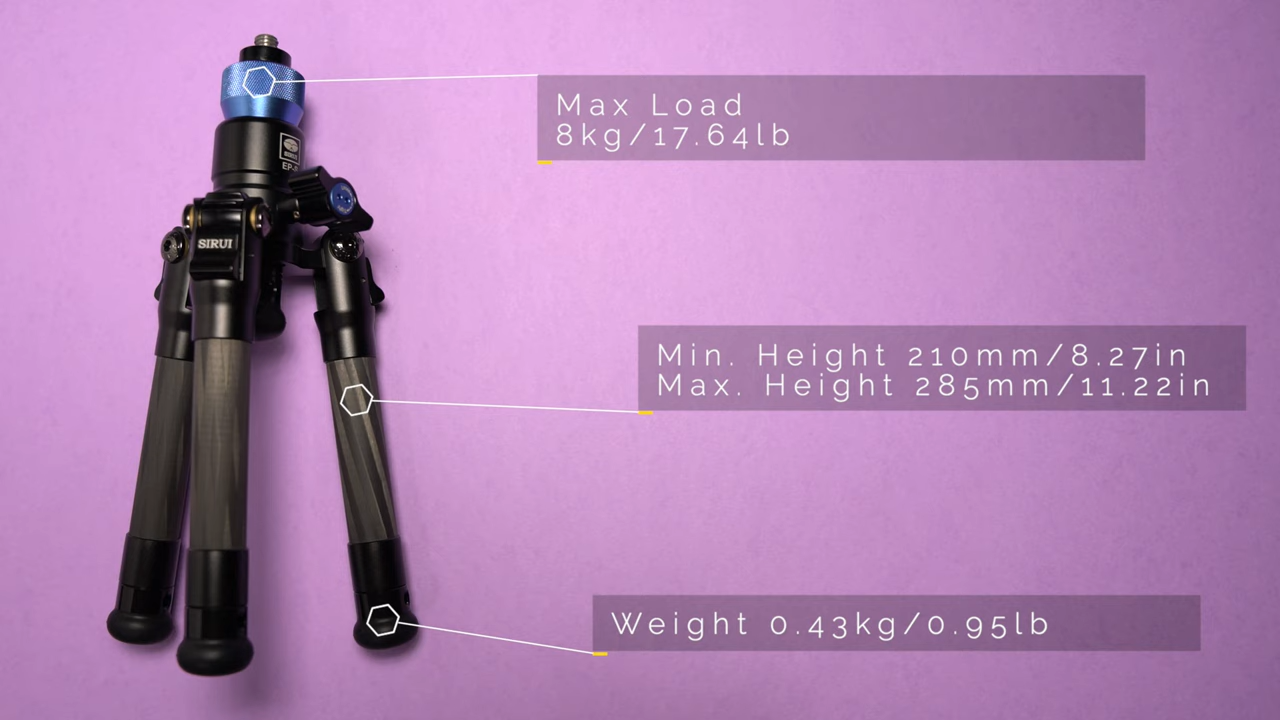 Max Load
8kg/17.64lb
SIRUI
Min. Height 210mm/8.27in
Max. Height 285mm/11.22in
Weight 0.43kg/0.95lb